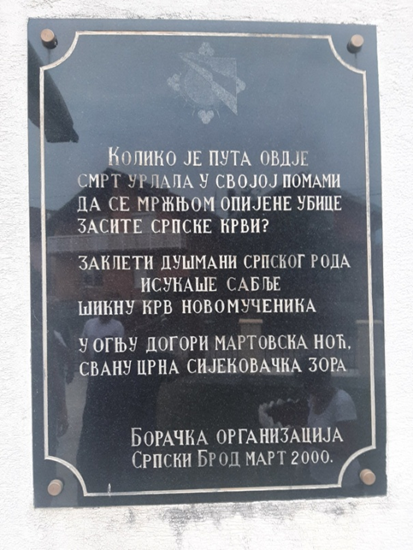 Колико је пута овдје
смрт урлала у својој помами
да се мржњом опијене убице
засите српске крви?
Заклети душмани српског рода
исукаше сабље
шикну крв новомученика
У огњу догори мартовска ноћ,
свану црна сијековачка зора
Борачка организација
Српски Брод март 2000.